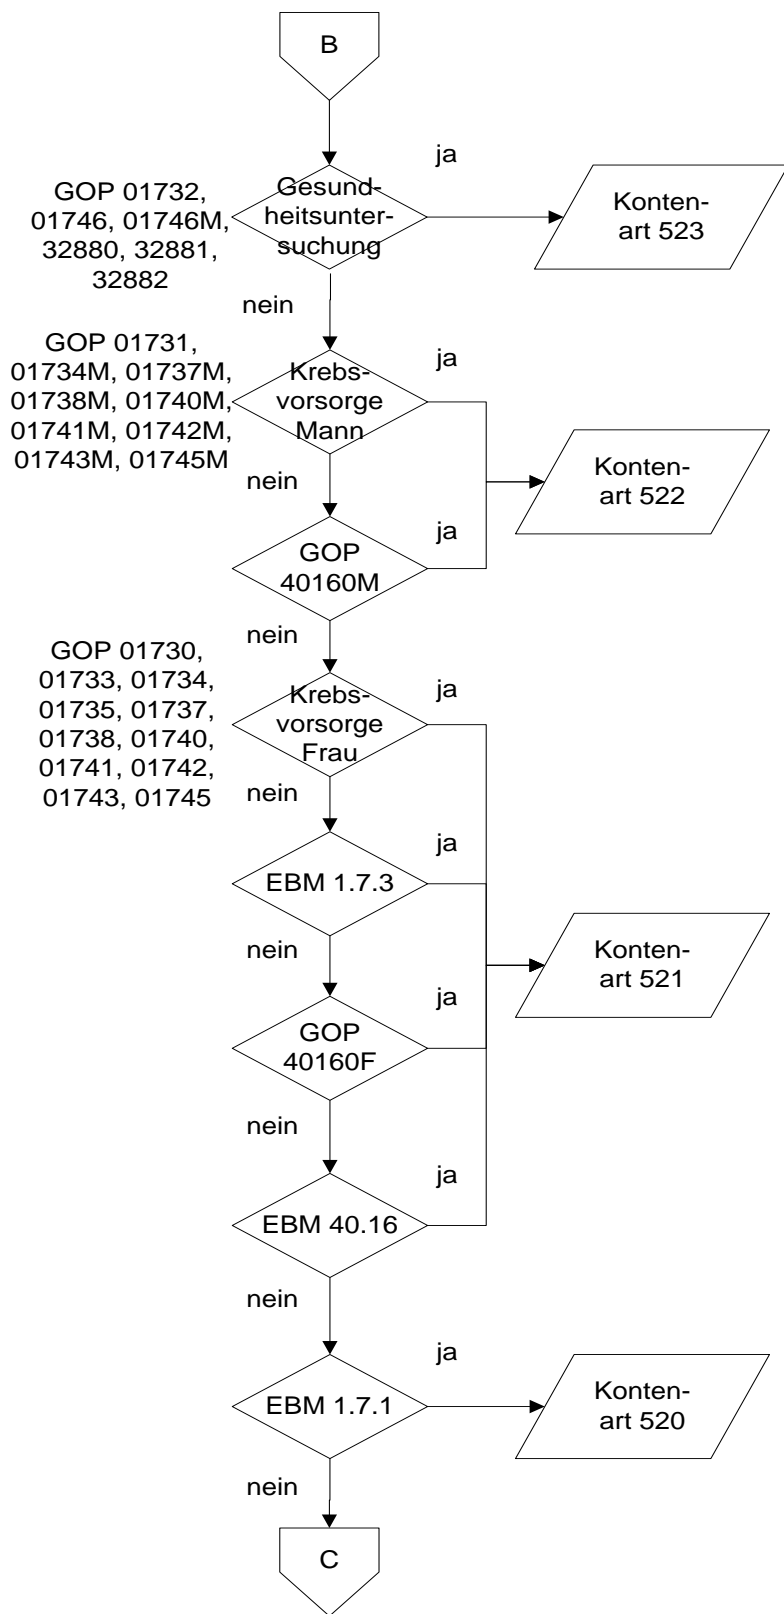 B
ja
GOP 01732,
01746, 01746M,
32880, 32881,
32882
Gesund-
heitsunter-
suchung
Konten-
art 523
nein
GOP 01731,
01734M, 01737M,
01738M, 01740M,
01741M, 01742M,
01743M, 01745M
ja
Krebs-
vorsorge
Mann
Konten-
art 522
nein
ja
GOP
40160M
nein
GOP 01730,
01733, 01734,
01735, 01737,
01738, 01740,
01741, 01742,
01743, 01745
ja
Krebs-
vorsorge
Frau
nein
ja
EBM 1.7.3
Konten-
art 521
nein
ja
GOP
40160F
nein
ja
EBM 40.16
nein
ja
EBM 1.7.1
Konten-
art 520
nein
C